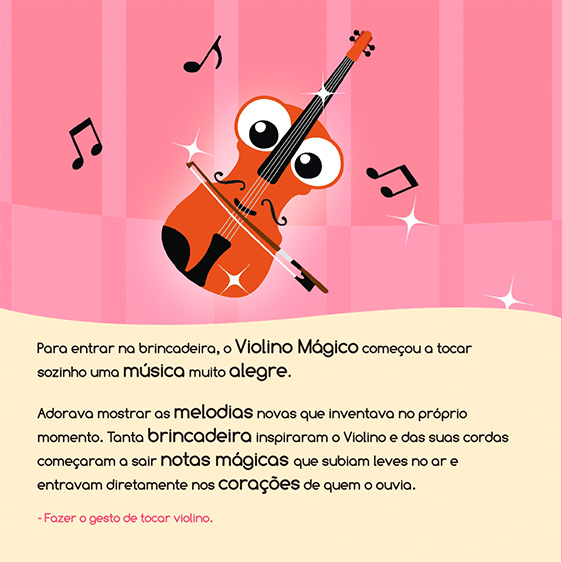 Para entrar na brincadeira, o Violino Mágico começou a tocar
sozinho uma música muito alegre.
Adorava mostrar as melodias novas que inventava no próprio
momento. Tanta brincadeira inspiraram o Violino e das suas cordas
começaram a sair notas mágicas que subiam leves no ar e
entravam diretamente nos corações de quem o ouvia.
- Fazer o gesto de tocar violino.